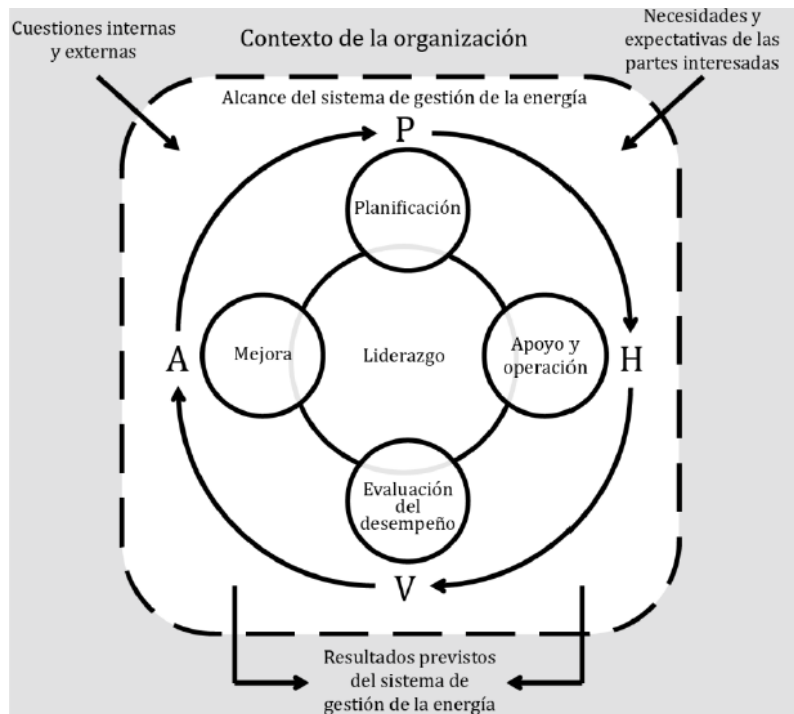 Cuestiones internas
y externas
Contexto de la organización
Necesidades y
expectativas de las
partes interesadas
Alcance del sistema de gestión de la energía
P
Planificación
A
Mejora
Liderazgo
Apoyo y
operación
H
Evaluación
del
desempeño
V
Resultados previstos
del sistema de
gestión de la energía